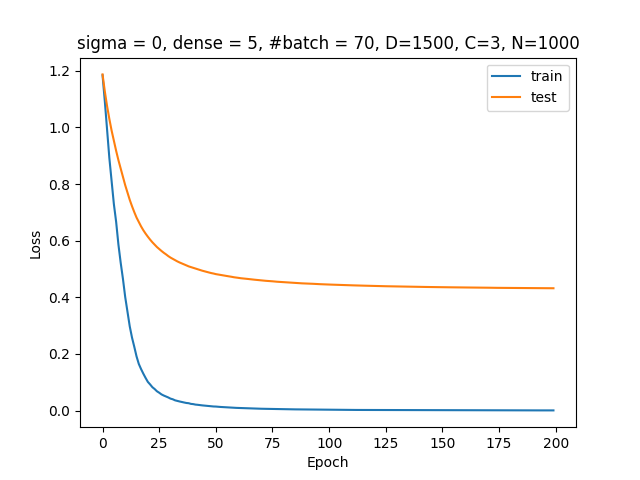 sigma = 0, dense = 5, #batch = 70, D=1500, C=3, N=1000
train
test
Loss
1.2
1.0
0.8
0.6
0.4
0.2
0.0
0 25 50 75 100 125 150 175 200
Epoch